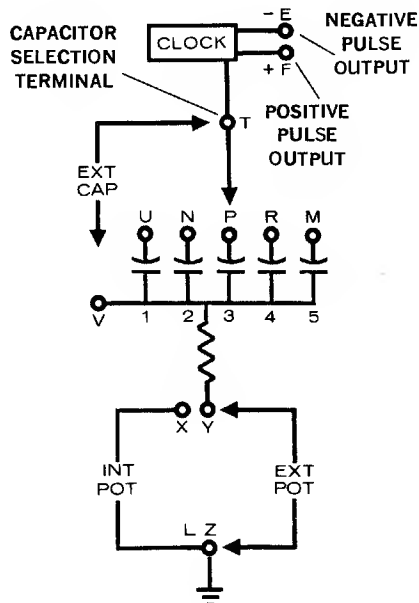 CAPACITOR
SELECTION
TERMINAL
CLOCK
- E
+ F
NEGATIVE
PULSE
OUTPUT
POSITIVE
PULSE
OUTPUT
T
EXT
CAP
U N P R M
V 1 2 3 4 5
X Y
INT
POT
EXT
POT
L Z